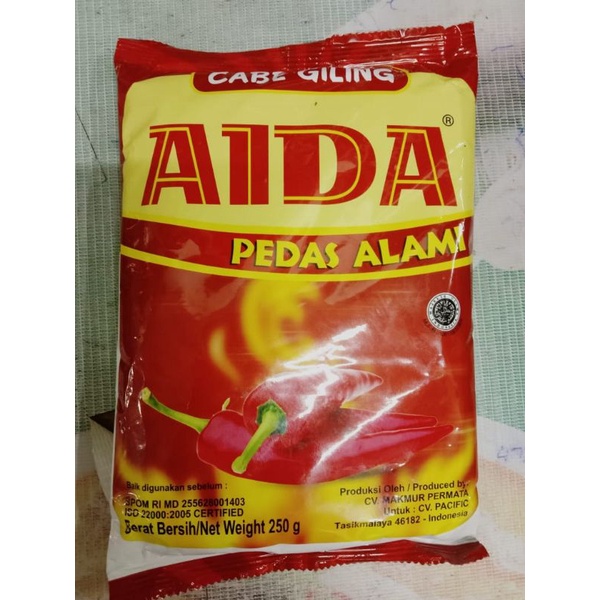 CABE GILING
AIDA®
PEDAS ALAMI
Baik digunakan sebelum :
BPOM RI MD 255628001403
ISO 22000:2005 CERTIFIED
Berat Bersih/Net Weight 250 g
Produksi Oleh / Produced by
CV. MAKMUR PERMATA
Untuk : CV. PACIFIC
Tasikmalaya 46182 - Indonesia